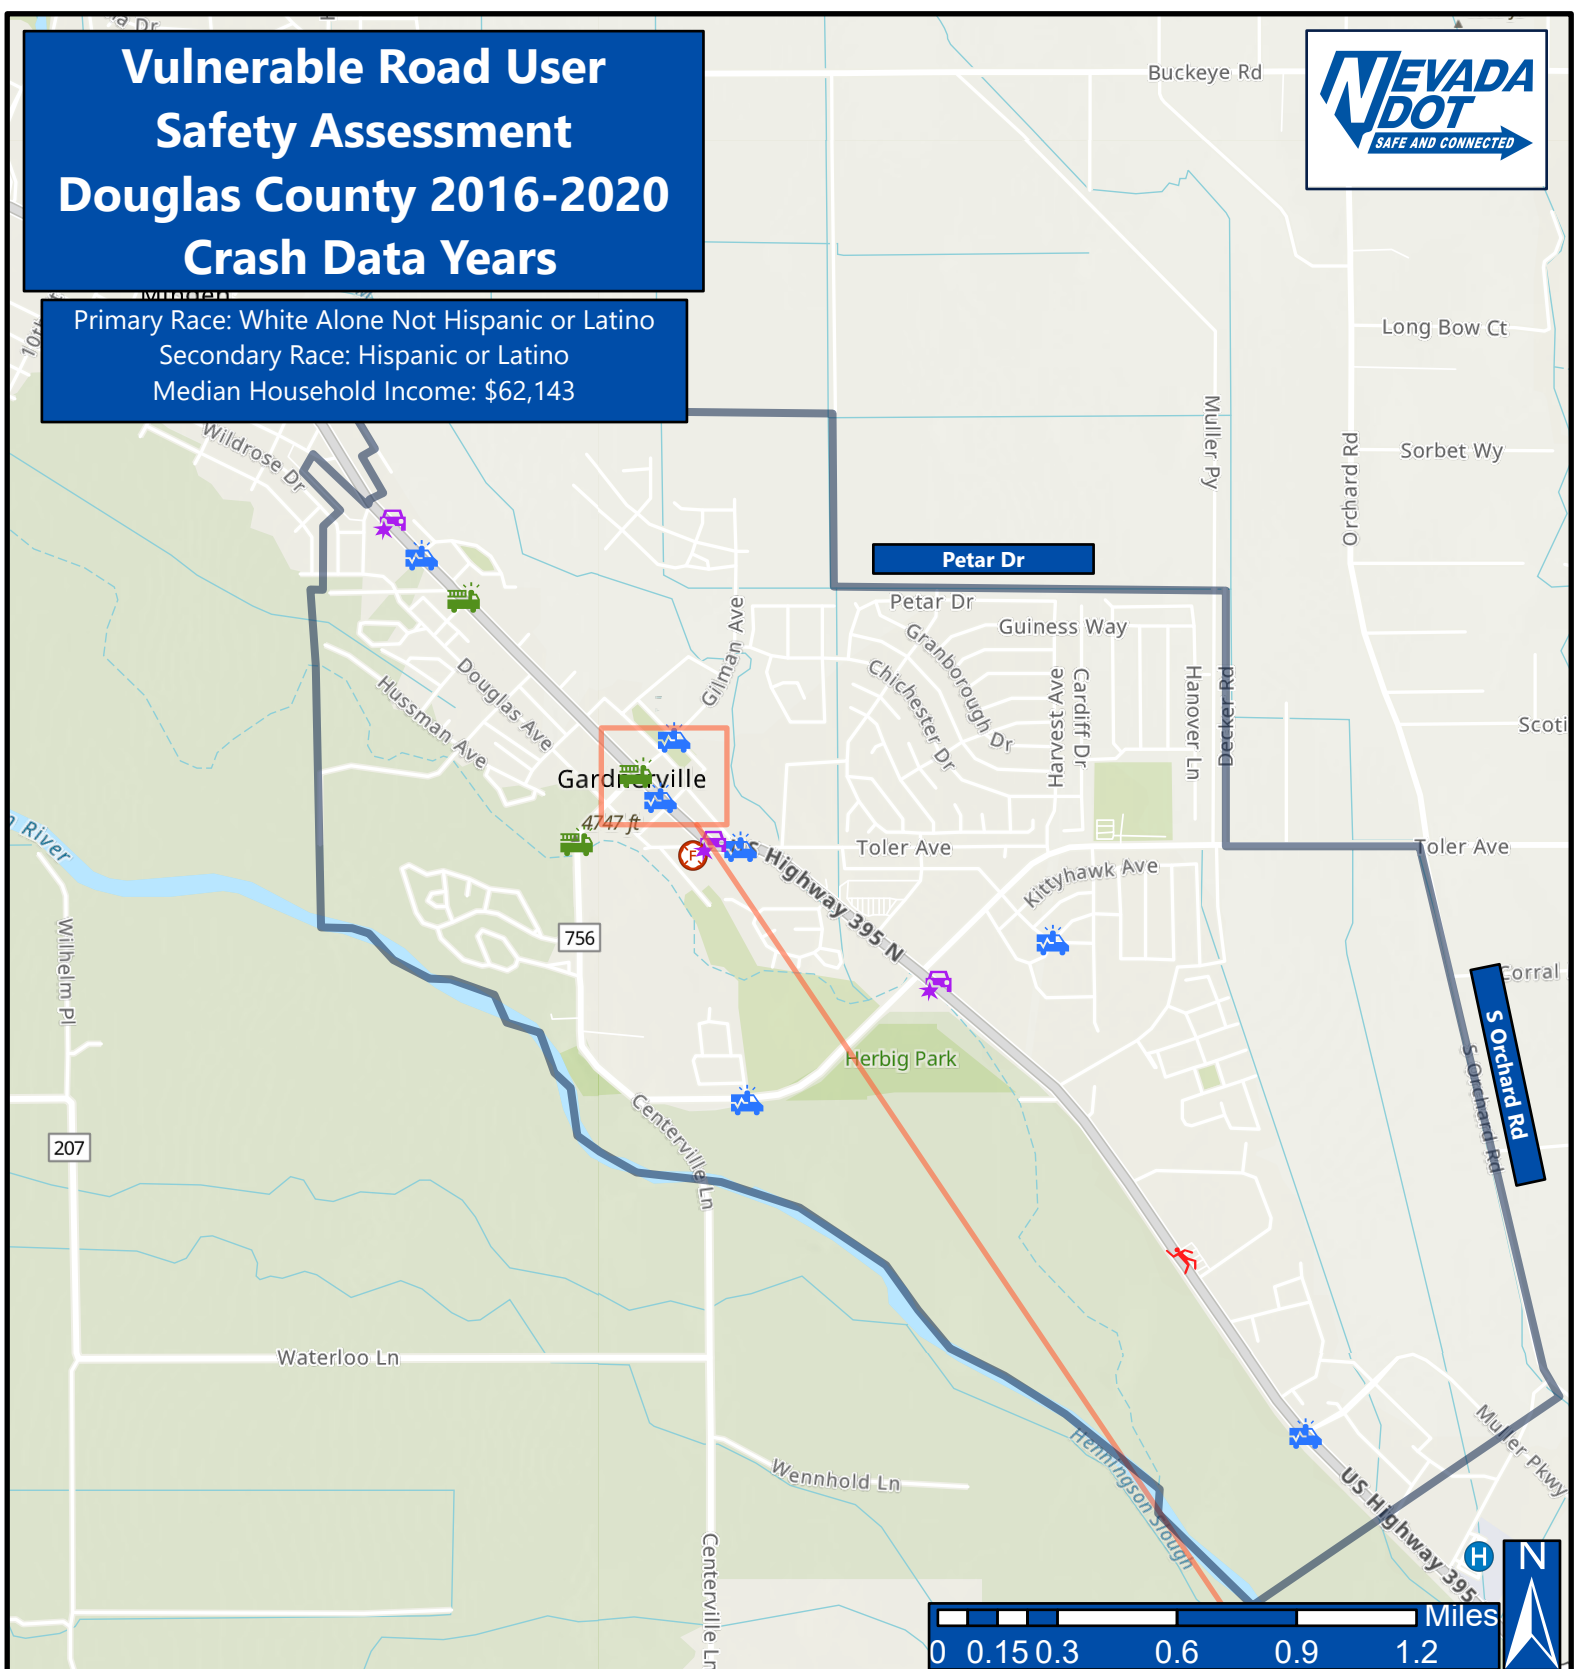 Vulnerable Road User
Safety Assessment
Douglas County 2016-2020
Crash Data Years
Primary Race: White Alone Not Hispanic or Latino
Secondary Race: Hispanic or Latino
Median Household Income: $62,143
NEVADA
DOT
SAFE AND CONNECTED
Buckeye Rd
Minden
Long Bow Ct
Muller Py
Orchard Rd
Sorbet Wy
Wildrose Dr
Petar Dr
Petar Dr
Guiness Way
Granborough Dr
Chichester Dr
Harvest Ave
Cardiff Dr
Hanover Ln
Decker Rd
Gilman Ave
Douglas Ave
Hussman Ave
Gardnerville
4747 ft
F
River
US Highway 395 N
Toler Ave
Toler Ave
Kittyhawk Ave
756
Wilhelm Pl
Corral
S Orchard Rd
S Orchard Rd
Herbig Park
Centerville Ln
207
Waterloo Ln
Wennhold Ln
Henningson Slough
Muller Pkwy
US Highway 395
Centerville Ln
H
N
Miles
0 0.15 0.3 0.6 0.9 1.2